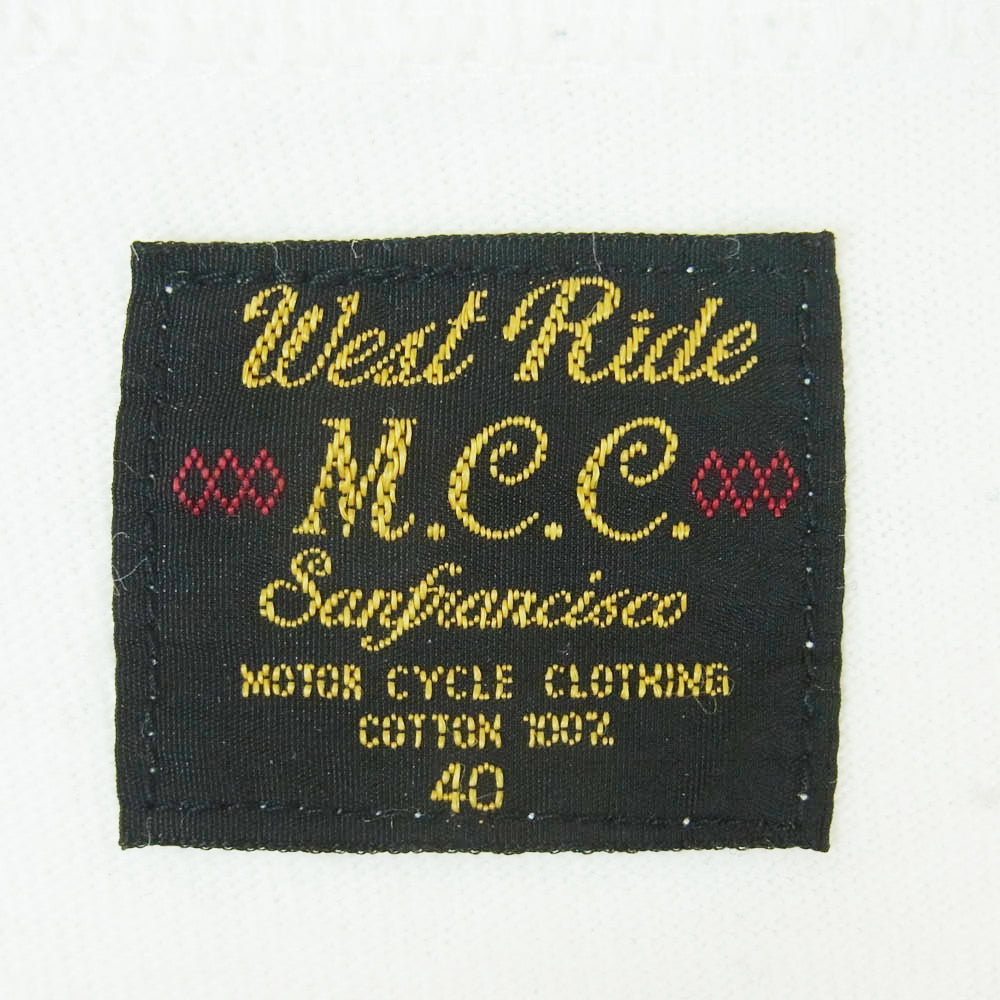 West Ride
M.C.C.
Sanfrancisco
MOTOR CYCLE CLOTHING
COTTON 100%
40